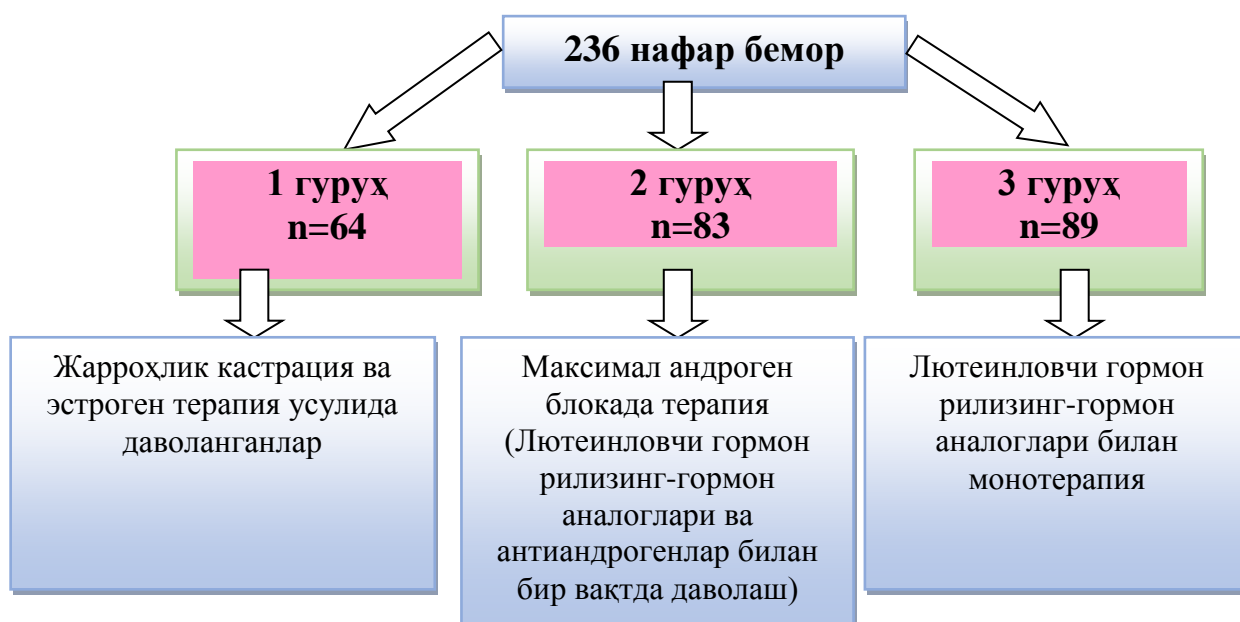 236 нафар бемор
1 гуруҳ
n=64
2 гуруҳ
n=83
3 гуруҳ
n=89
Жарроҳлик кастрация ва
эстроген терапия усулида
даволанганлар
Максимал андроген
блокада терапия
(Лютеинловчи гормон
рилизинг-гормон
аналоглари ва
антиандрогенлар билан
бир вақтда даволаш)
Лютеинловчи гормон
рилизинг-гормон
аналоглари билан
монотерапия